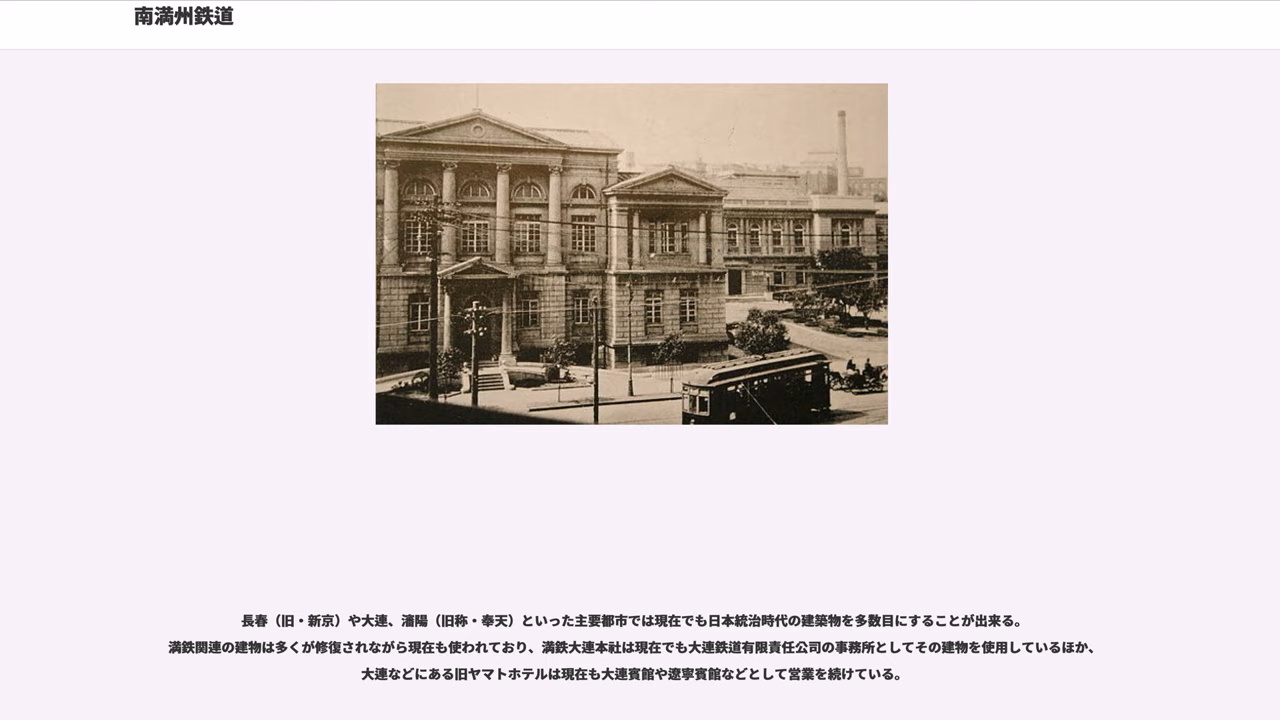 南満州鉄道
長春（旧・新京）や大連、瀋陽（旧称・奉天）といった主要都市では現在でも日本統治時代の建築物を多数目にすることが出来る。
満鉄関連の建物は多くが修復されながら現在も使われており、満鉄大連本社は現在でも大連鉄道有限責任公司の事務所としてその建物を使用しているほか、
大連などにある旧ヤマトホテルは現在も大連賓館や遼寧賓館などとして営業を続けている。